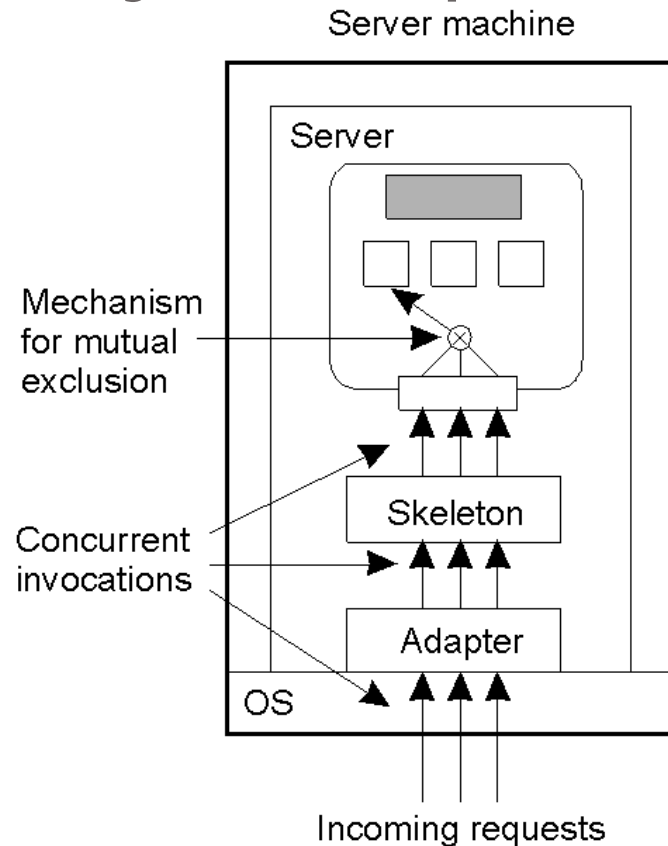 Server machine
Server
Mechanism
for mutual
exclusion
Skeleton
Concurrent
invocations
Adapter
OS
Incoming requests